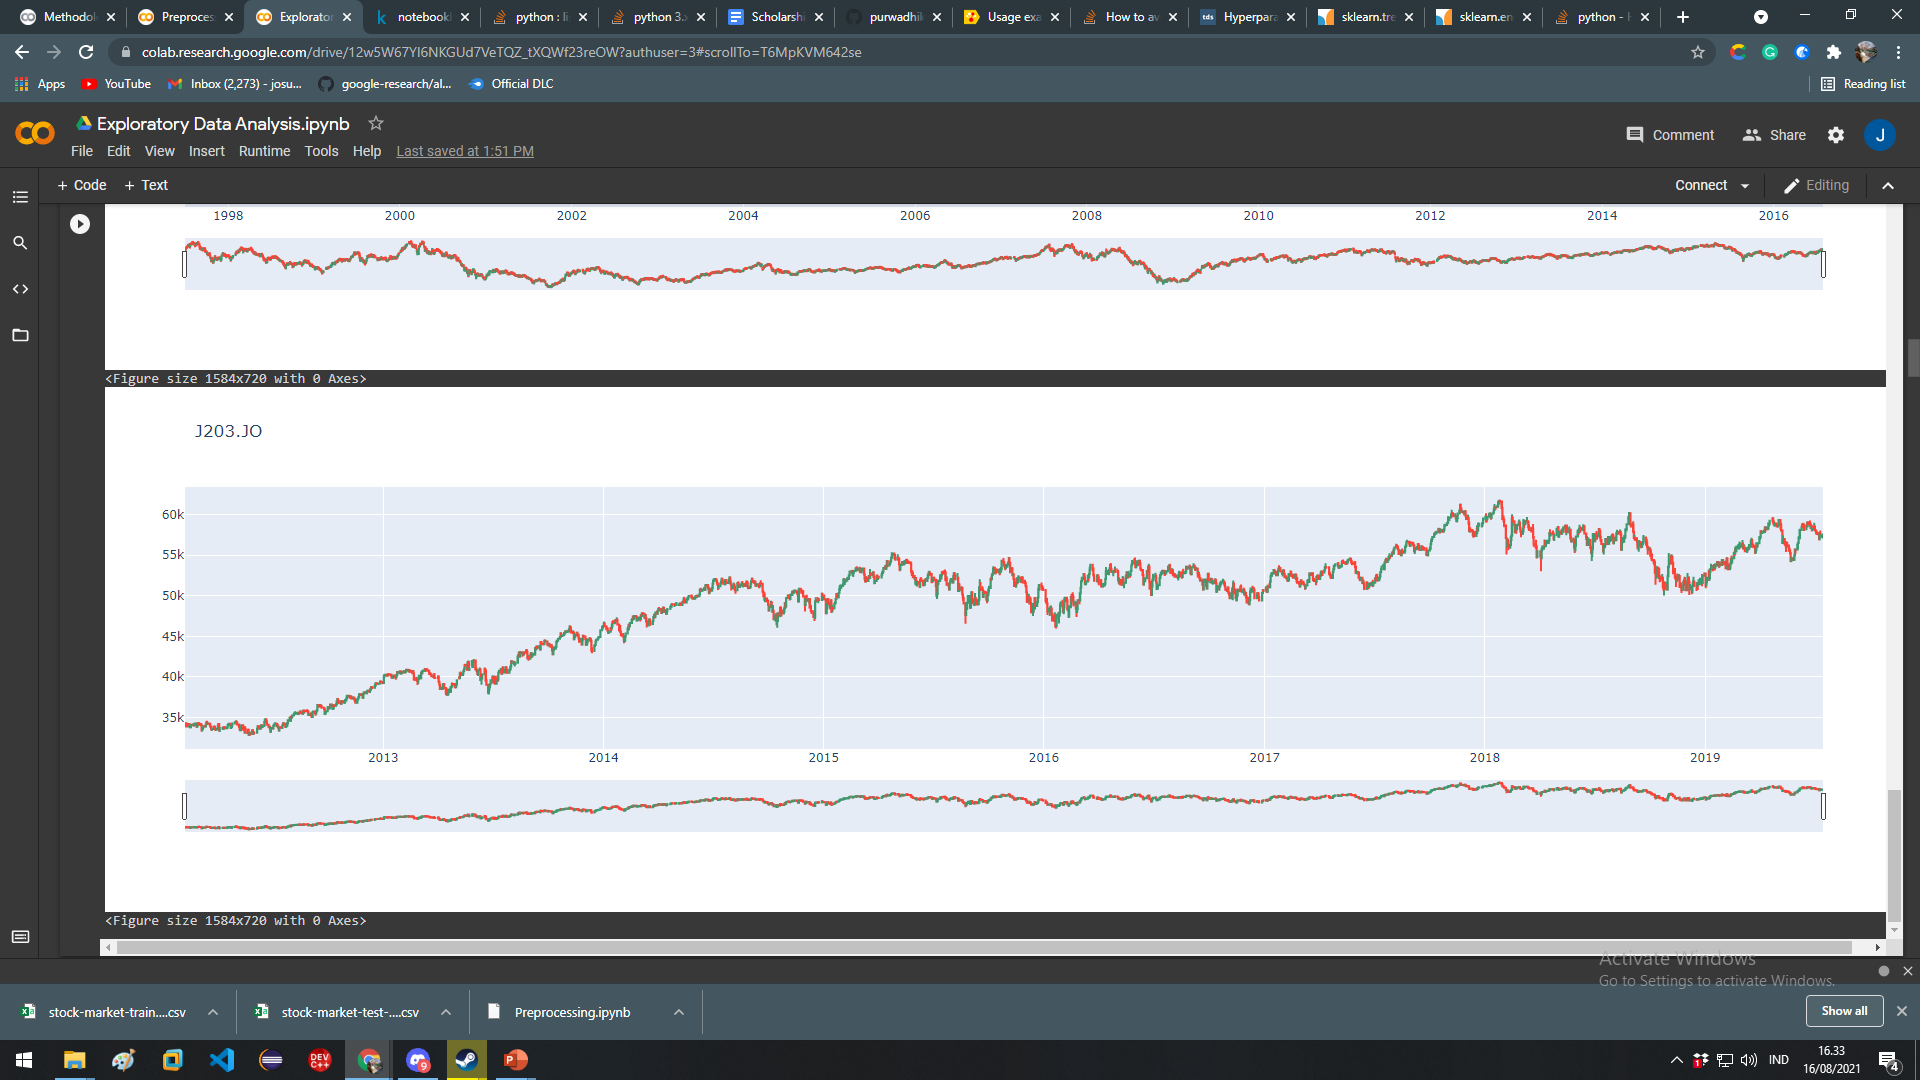 Methodol
Preproces
Explorator
notebook
python : li
python 3.
Scholarshi
purwadhil
Usage exa
How to av
Hyperpara
sklearn.tre
sklearn.en
python -
colab.research.google.com/drive/12w5W67Yl6NKGUd7VeTQZ_tXQWf23reOW?authuser=3#scrollTo=T6MpKVM642se
Apps
YouTube
Inbox (2,273) - josu...
google-research/al...
Official DLC
Reading list
Exploratory Data Analysis.ipynb
Comment
Share
J
File Edit View Insert Runtime Tools Help Last saved at 1:51 PM
+ Code + Text
Connect
Editing
1998 2000 2002 2004 2006 2008 2010 2012 2014 2016
<Figure size 1584x720 with 0 Axes>
J203.JO
60k
55k
50k
45k
40k
35k
2013 2014 2015 2016 2017 2018 2019
<Figure size 1584x720 with 0 Axes>
Activate Windows
Go to Settings to activate Windows.
stock-market-train....csv
stock-market-test-....csv
Preprocessing.ipynb
Show all
IND
16.33
16/08/2021
4